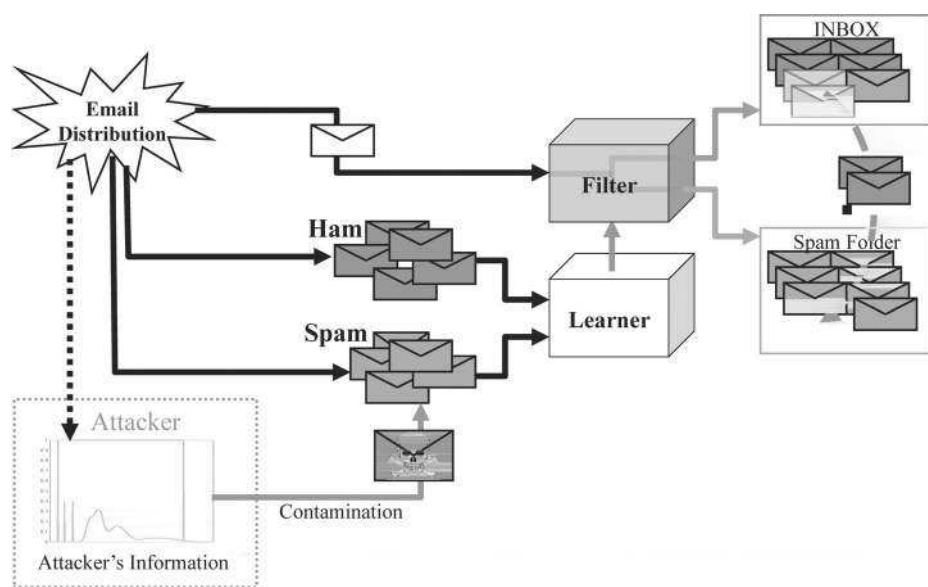 INBOX
Email
Distribution
Filter
Ham
Spam Folder
Learner
Spam
Attacker
Contamination
Attacker's Information